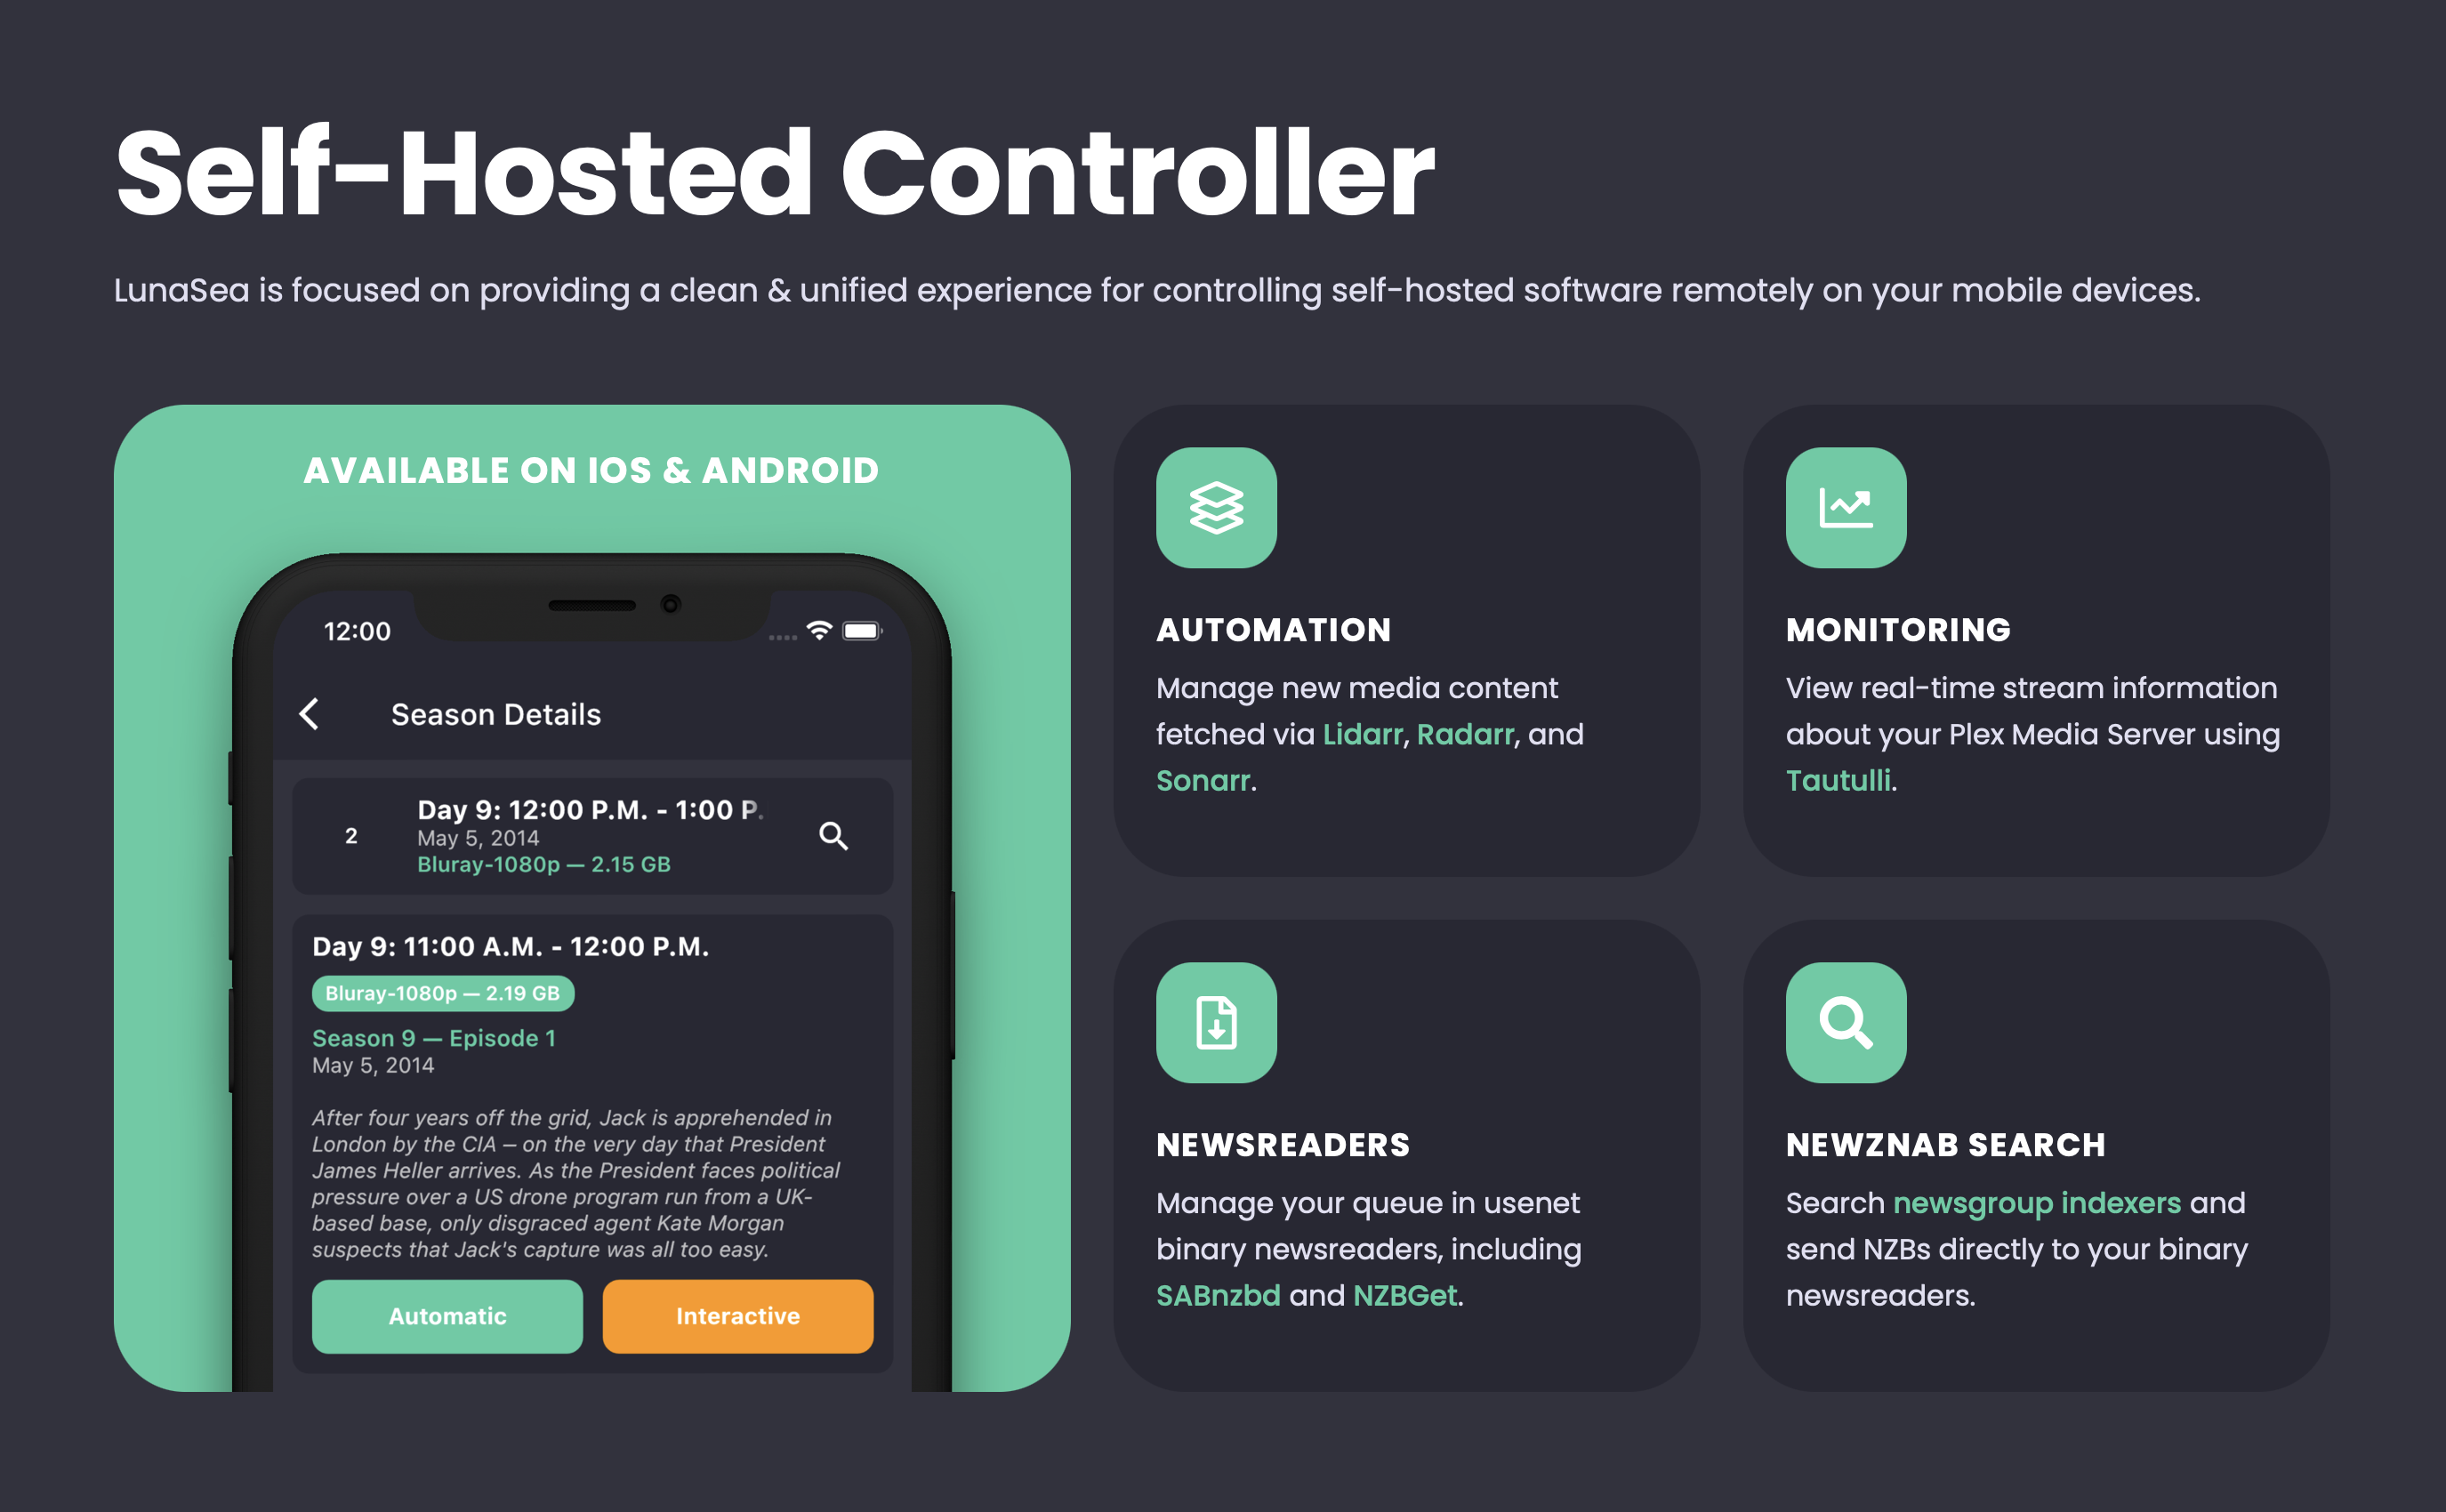 Self-Hosted Controller
LunaSea is focused on providing a clean & unified experience for controlling self-hosted software remotely on your mobile devices.
AVAILABLE ON IOS & ANDROID
12:00
Season Details
2
Day 9: 12:00 P.M. - 1:00 P.
May 5, 2014
Bluray-1080p — 2.15 GB
Day 9: 11:00 A.M. - 12:00 P.M.
Bluray-1080p — 2.19 GB
Season 9 — Episode 1
May 5, 2014
After four years off the grid, Jack is apprehended in
London by the CIA – on the very day that President
James Heller arrives. As the President faces political
pressure over a US drone program run from a UK-
based base, only disgraced agent Kate Morgan
suspects that Jack's capture was all too easy.
Automatic
Interactive
AUTOMATION
Manage new media content
fetched via Lidarr, Radarr, and
Sonarr.
MONITORING
View real-time stream information
about your Plex Media Server using
Tautulli.
NEWSREADERS
Manage your queue in usenet
binary newsreaders, including
SABnzbd and NZBGet.
NEWZNAB SEARCH
Search newsgroup indexers and
send NZBs directly to your binary
newsreaders.